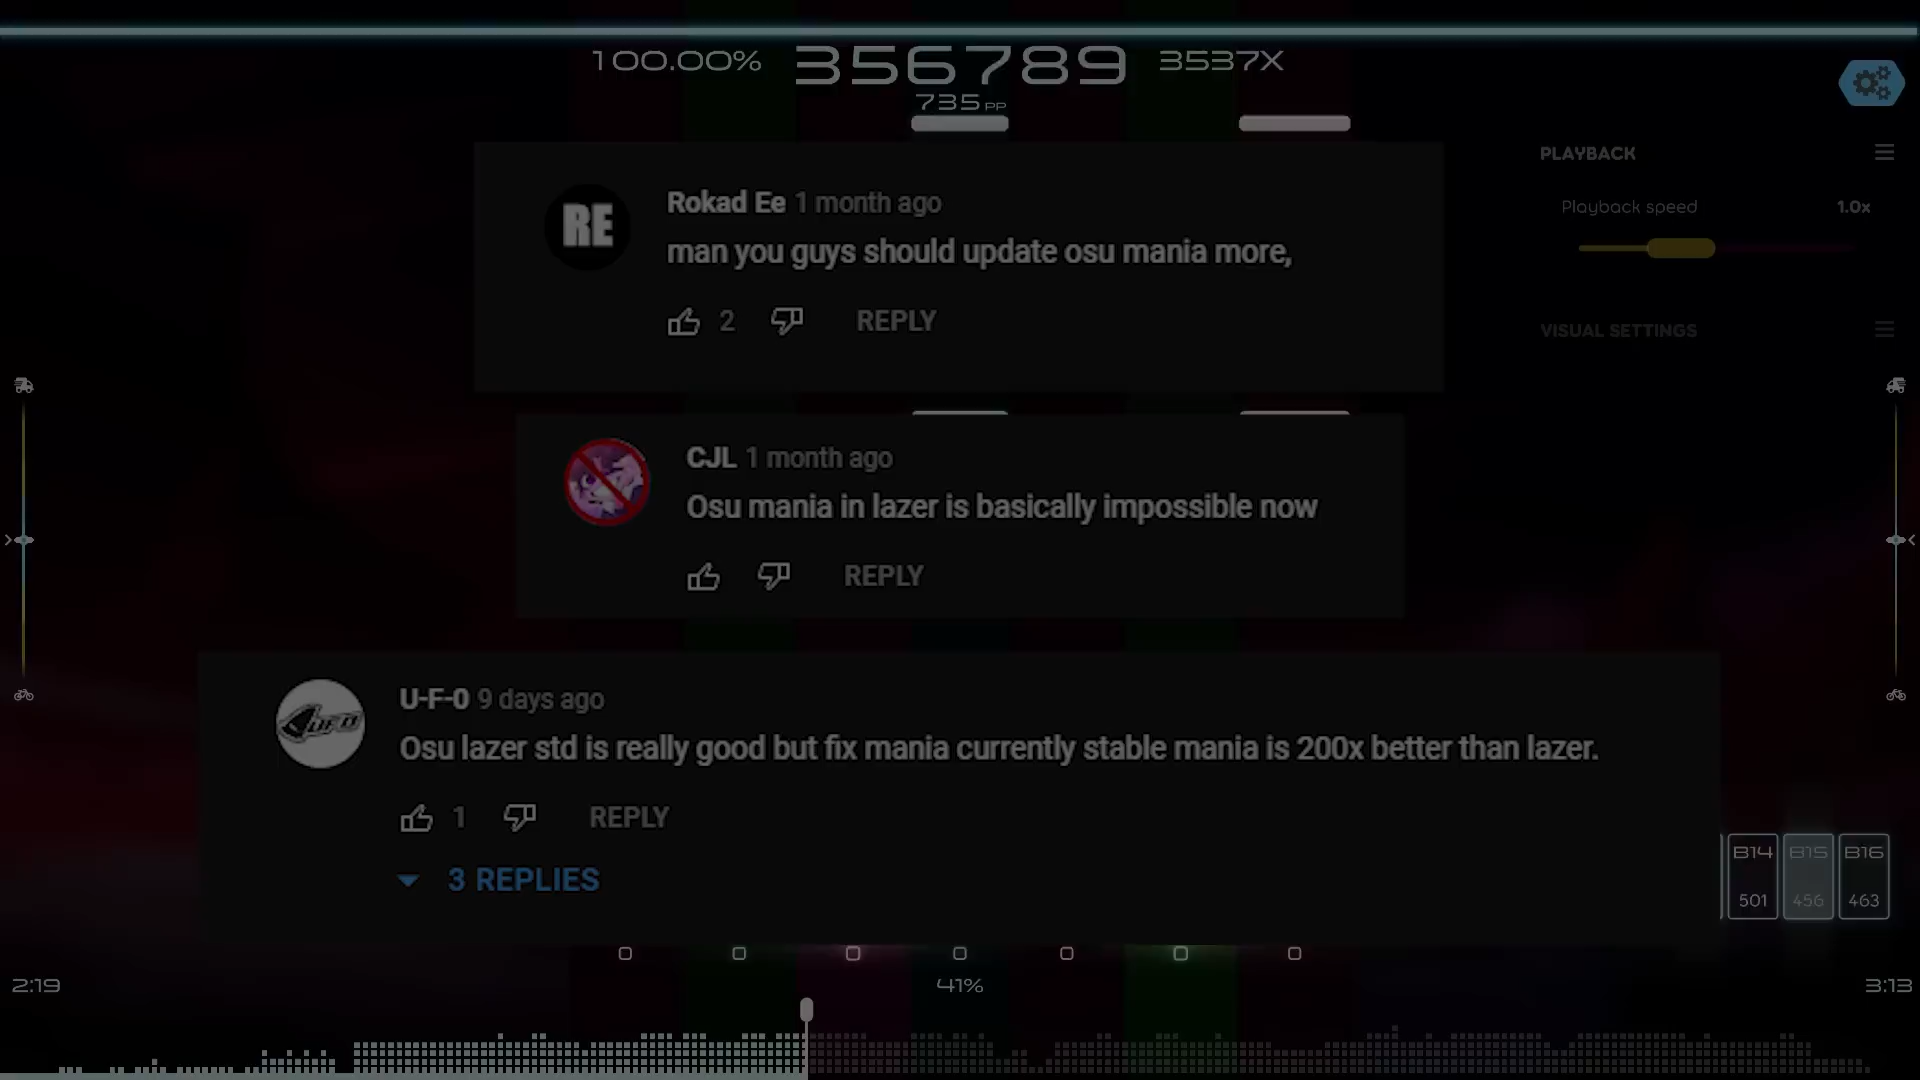 100.00% 356789 3537X
735 PP
PLAYBACK
Playback speed 1.0x
VISUAL SETTINGS
RE
Rokad Ee 1 month ago
man you guys should update osu mania more,
2 REPLY
CJL 1 month ago
Osu mania in lazer is basically impossible now
REPLY
UFO
U-F-0 9 days ago
Osu lazer std is really good but fix mania currently stable mania is 200x better than lazer.
1 REPLY
3 REPLIES
B14 B15 B16
501 456 463
2:19 41% 3:13